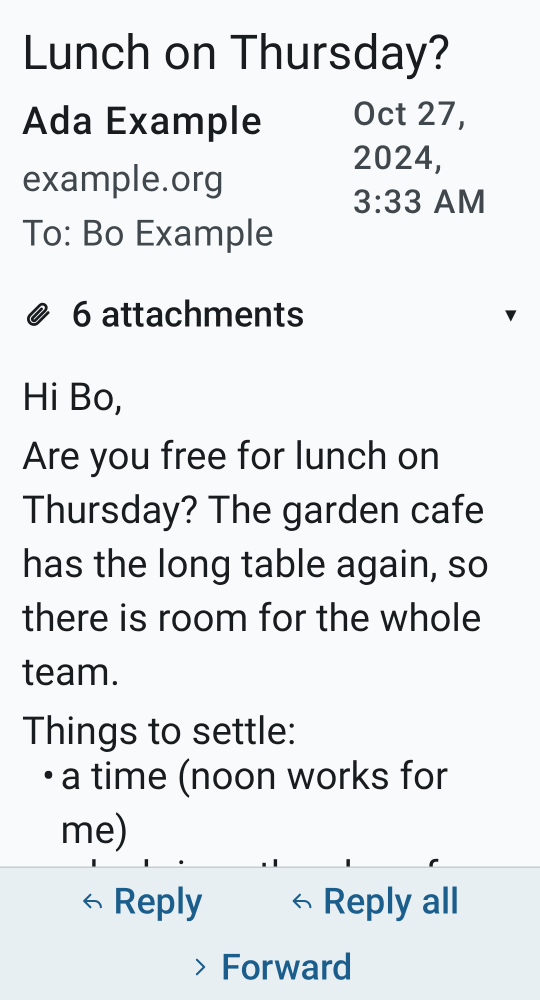 Lunch on Thursday?
Ada Example
Oct 27,
2024,
3:33 AM
example.org
To: Bo Example
6 attachments
Hi Bo,
Are you free for lunch on
Thursday? The garden cafe
has the long table again, so
there is room for the whole
team.
Things to settle:
• a time (noon works for
me)
Reply
Reply all
Forward